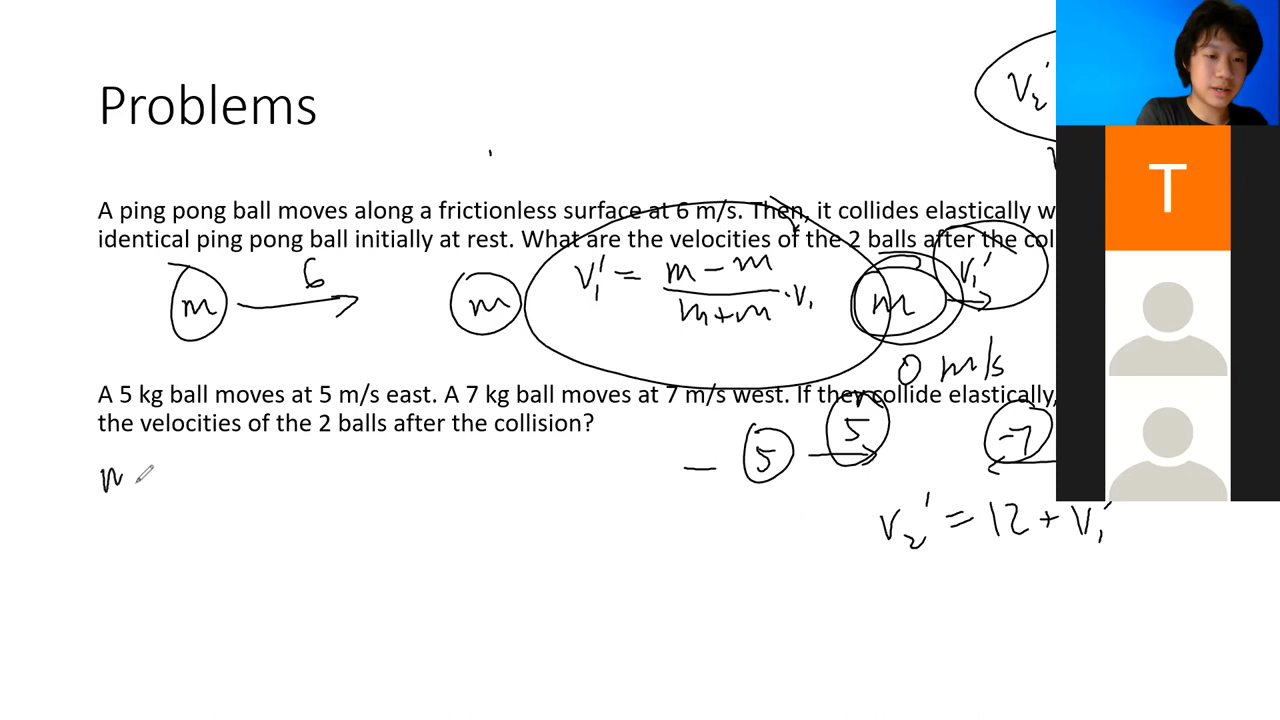 Problems
V₂'
A ping pong ball moves along a frictionless surface at 6 m/s. Then, it collides elastically w
identical ping pong ball initially at rest. What are the velocities of the 2 balls after the col
m 6 m V₁' = m - m / m + m · V₁ m V₁'
0 m/s
A 5 kg ball moves at 5 m/s east. A 7 kg ball moves at 7 m/s west. If they collide elastically,
the velocities of the 2 balls after the collision?
5 5 -7
V₂' = 12 + V₁'
T